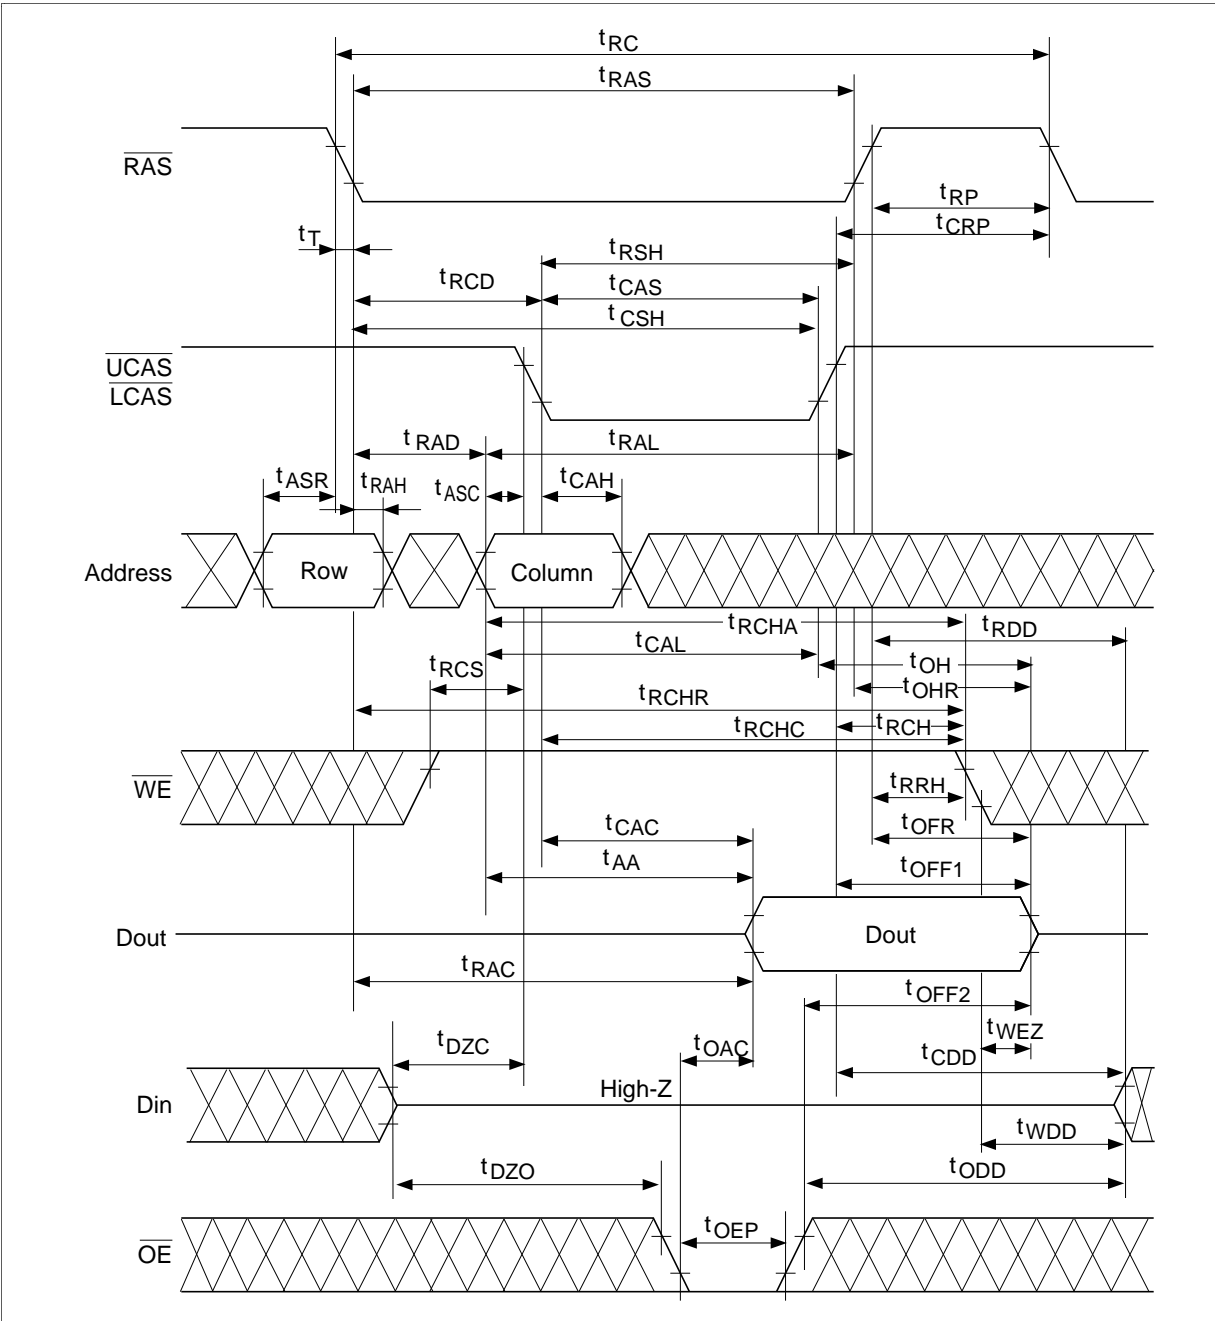 tRC
tRAS
RAS
tRP
tCRP
tT
tRSH
tRCD
tCAS
tCSH
UCAS
LCAS
tRAD
tRAL
tASR
tRAH
tASC
tCAH
Address
Row
Column
tRCHA
tRDD
tCAL
tOH
tRCS
tOHR
tRCHR
tRCHC
tRCH
WE
tRRH
tCAC
tOFR
tAA
tOFF1
Dout
Dout
tRAC
tOFF2
tWEZ
tDZC
tOAC
tCDD
Din
High-Z
tWDD
tDZO
tODD
OE
tOEP